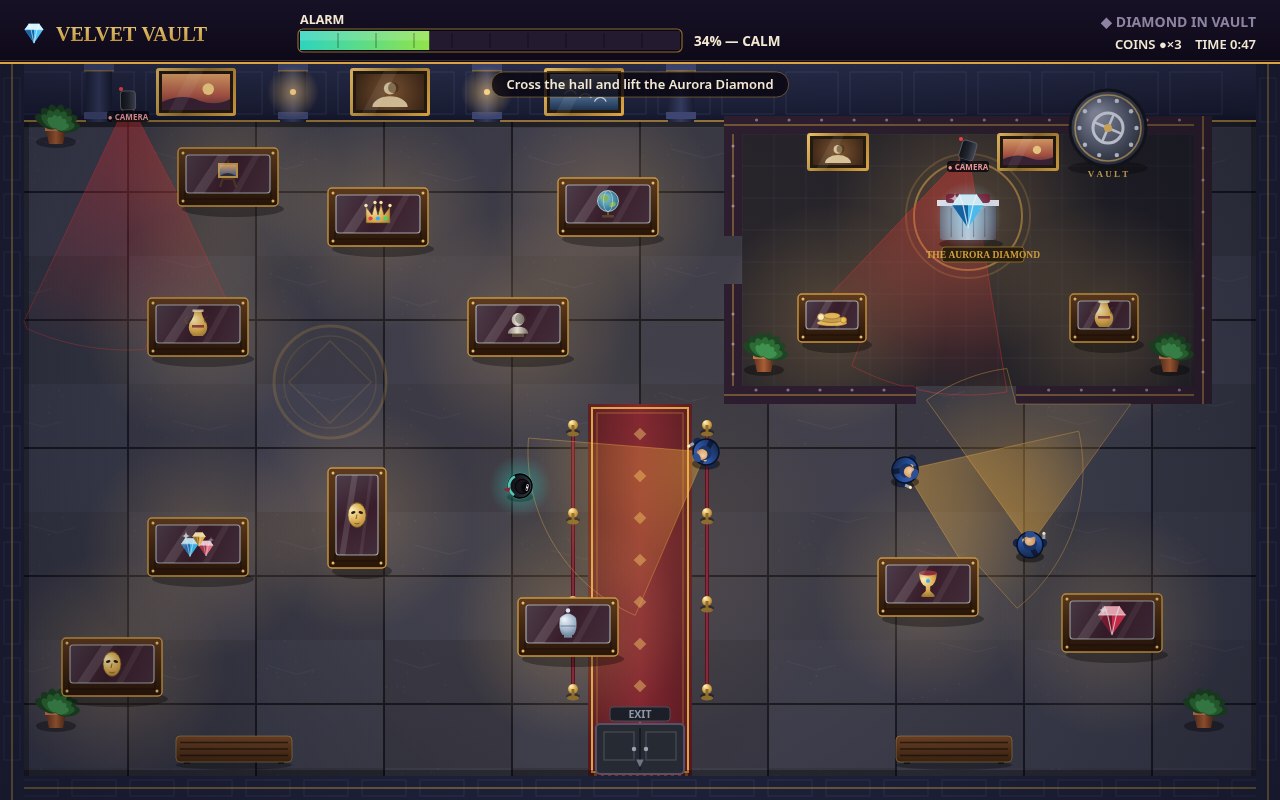 VELVET VAULT
ALARM
34% — CALM
◆ DIAMOND IN VAULT
COINS ●×3 TIME 0:47
Cross the hall and lift the Aurora Diamond
● CAMERA
● CAMERA
VAULT
THE AURORA DIAMOND
EXIT